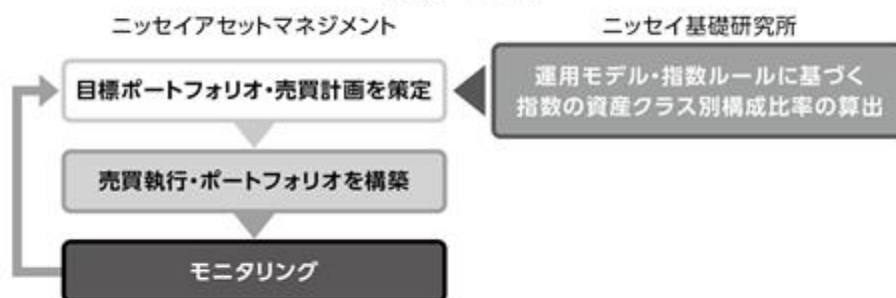 ニッセイアセットマネジメント
ニッセイ基礎研究所
目標ポートフォリオ・売買計画を策定
運用モデル・指数ルールに基づく
指数の資産クラス別構成比率の算出
売買執行・ポートフォリオを構築
モニタリング